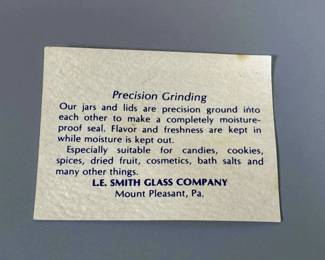 Precision Grinding
Our jars and lids are precision ground into
each other to make a completely moisture-
proof seal. Flavor and freshness are kept in
while moisture is kept out.
Especially suitable for candies, cookies,
spices, dried fruit, cosmetics, bath salts and
many other things.
L.E. SMITH GLASS COMPANY
Mount Pleasant, Pa.